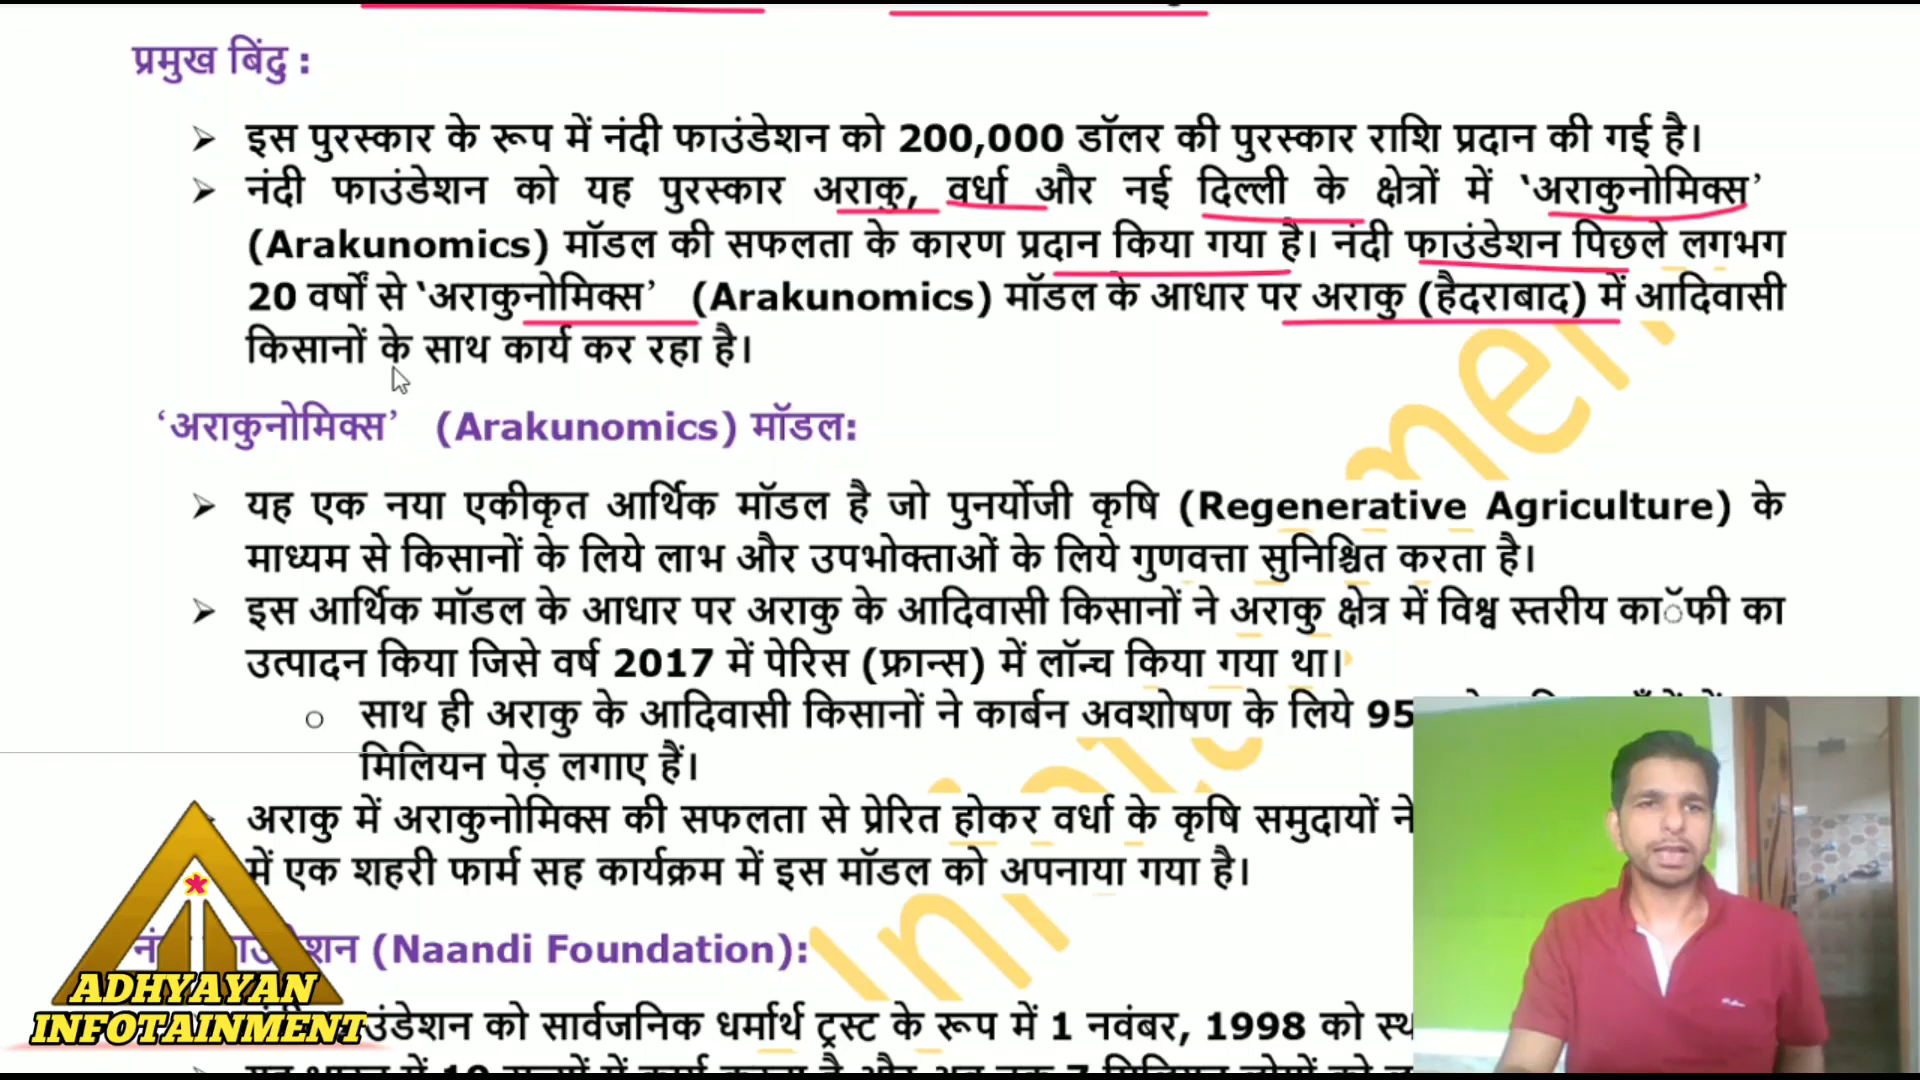 प्रमुख बिंदु :
इस पुरस्कार के रूप में नंदी फाउंडेशन को 200,000 डॉलर की पुरस्कार राशि प्रदान की गई है।
नंदी फाउंडेशन को यह पुरस्कार अराकु, वर्धा और नई दिल्ली के क्षेत्रों में ‘अराकुनोमिक्स’
(Arakunomics) मॉडल की सफलता के कारण प्रदान किया गया है। नंदी फाउंडेशन पिछले लगभग
20 वर्षों से ‘अराकुनोमिक्स’ (Arakunomics) मॉडल के आधार पर अराकु (हैदराबाद) में आदिवासी
किसानों के साथ कार्य कर रहा है।
‘अराकुनोमिक्स’ (Arakunomics) मॉडल:
यह एक नया एकीकृत आर्थिक मॉडल है जो पुनर्योजी कृषि (Regenerative Agriculture) के
माध्यम से किसानों के लिये लाभ और उपभोक्ताओं के लिये गुणवत्ता सुनिश्चित करता है।
इस आर्थिक मॉडल के आधार पर अराकु के आदिवासी किसानों ने अराकु क्षेत्र में विश्व स्तरीय काॅफी का
उत्पादन किया जिसे वर्ष 2017 में पेरिस (फ्रान्स) में लॉन्च किया गया था।
साथ ही अराकु के आदिवासी किसानों ने कार्बन अवशोषण के लिये 95
मिलियन पेड़ लगाए हैं।
अराकु में अराकुनोमिक्स की सफलता से प्रेरित होकर वर्धा के कृषि समुदायों ने
में एक शहरी फार्म सह कार्यक्रम में इस मॉडल को अपनाया गया है।
(Naandi Foundation):
को सार्वजनिक धर्मार्थ ट्रस्ट के रूप में 1 नवंबर, 1998 को
ADHYAYAN
INFOTAINMENT